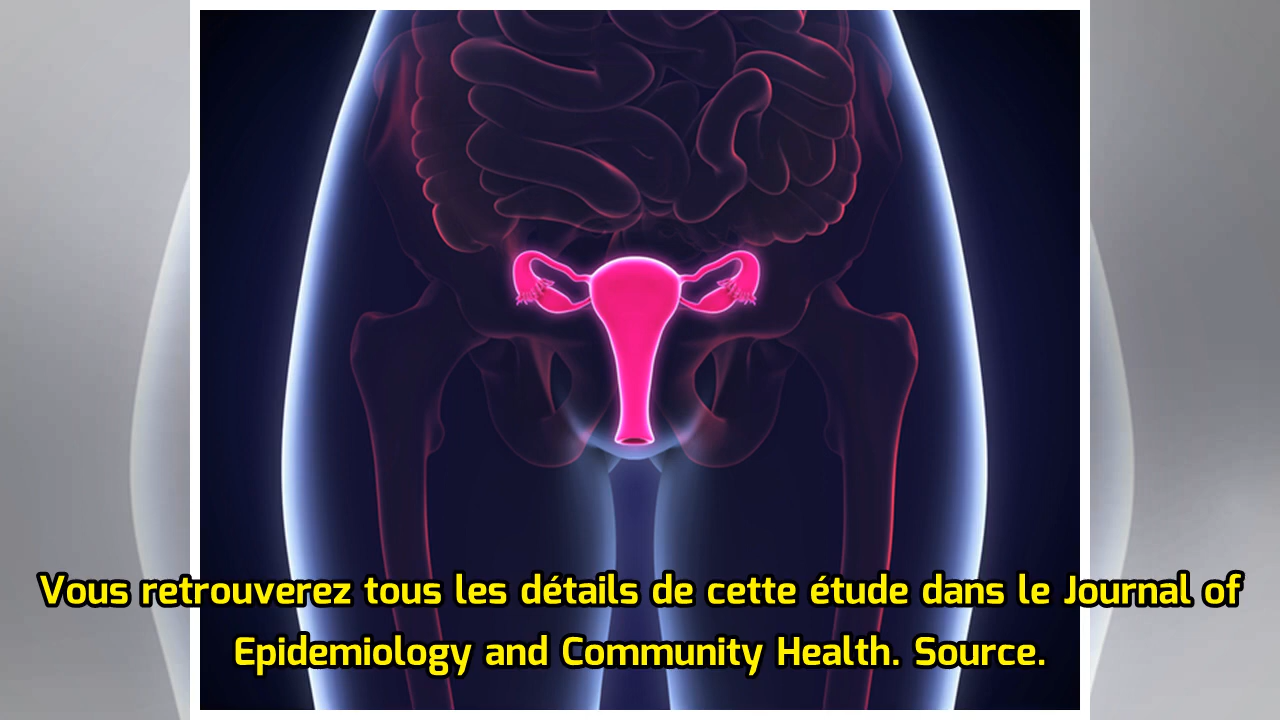 Vous retrouverez tous les détails de cette étude dans le Journal of
Epidemiology and Community Health. Source.